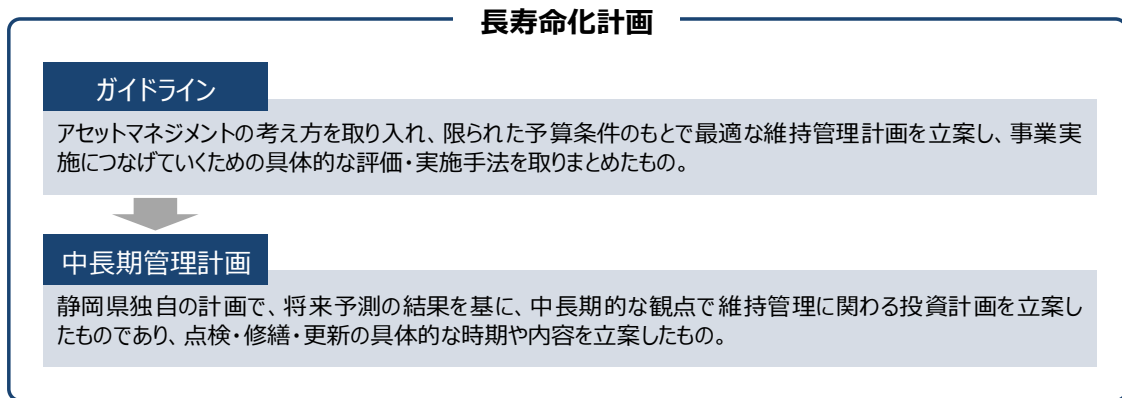 長寿命化計画
ガイドライン
アセットマネジメントの考え方を取り入れ、限られた予算条件のもとで最適な維持管理計画を立案し、事業実
施につなげていくための具体的な評価・実施手法を取りまとめたもの。
中長期管理計画
静岡県独自の計画で、将来予測の結果を基に、中長期的な観点で維持管理に関わる投資計画を立案し
たものであり、点検・修繕・更新の具体的な時期や内容を立案したもの。